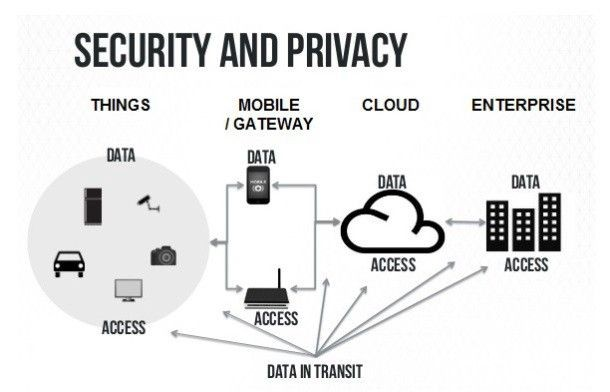 SECURITY AND PRIVACY
THINGS
MOBILE
/ GATEWAY
CLOUD
ENTERPRISE
DATA
DATA
DATA
DATA
MOBILE
ACCESS
ACCESS
ACCESS
ACCESS
DATA IN TRANSIT